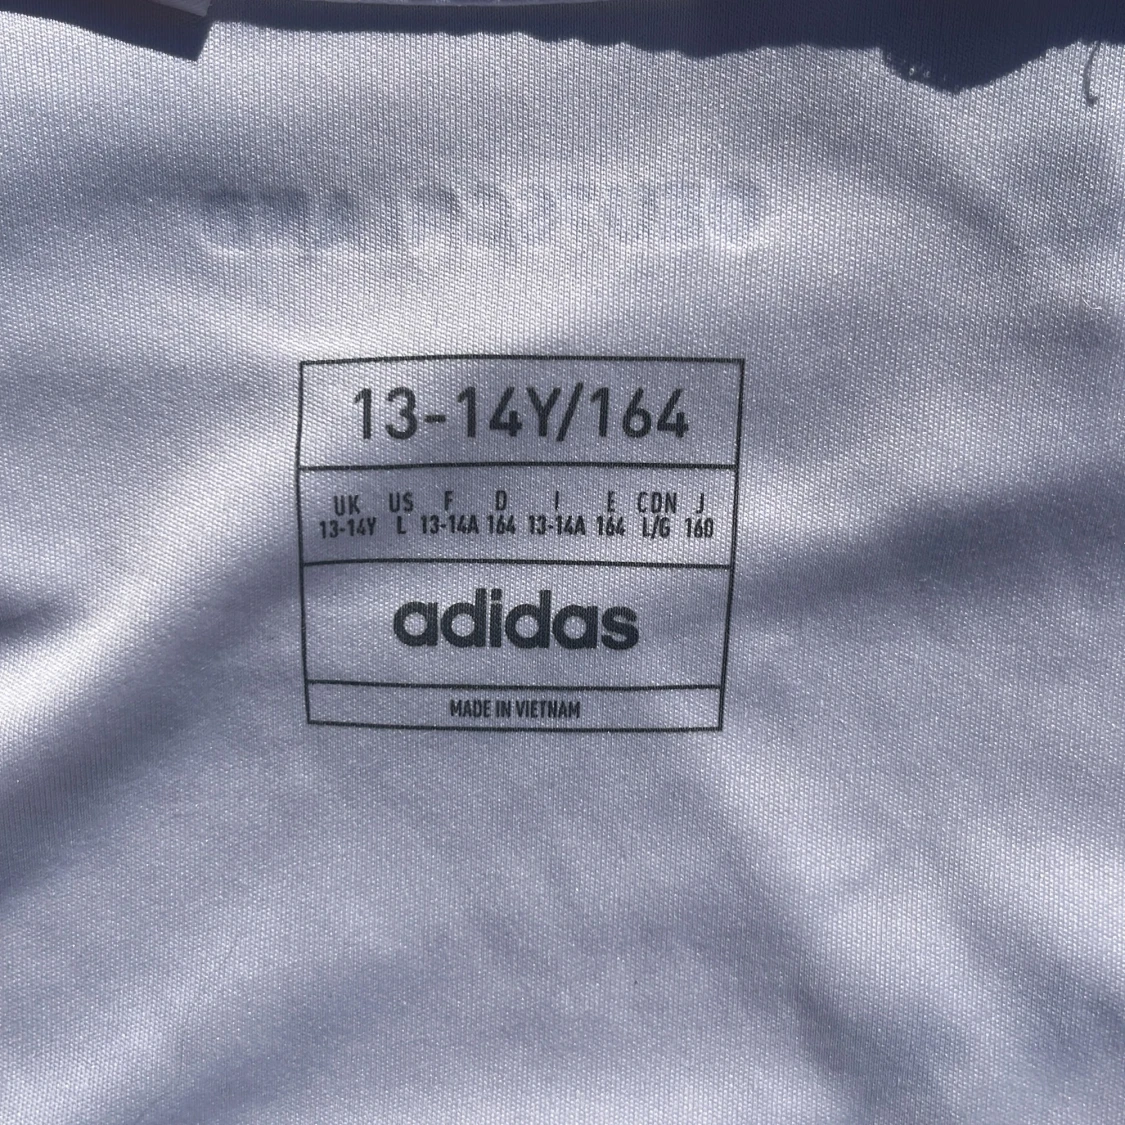 13-14Y/164
UK US F D I E CDN J
13-14Y L 13-14A 164 13-14A 164 L/G 160
adidas
MADE IN VIETNAM